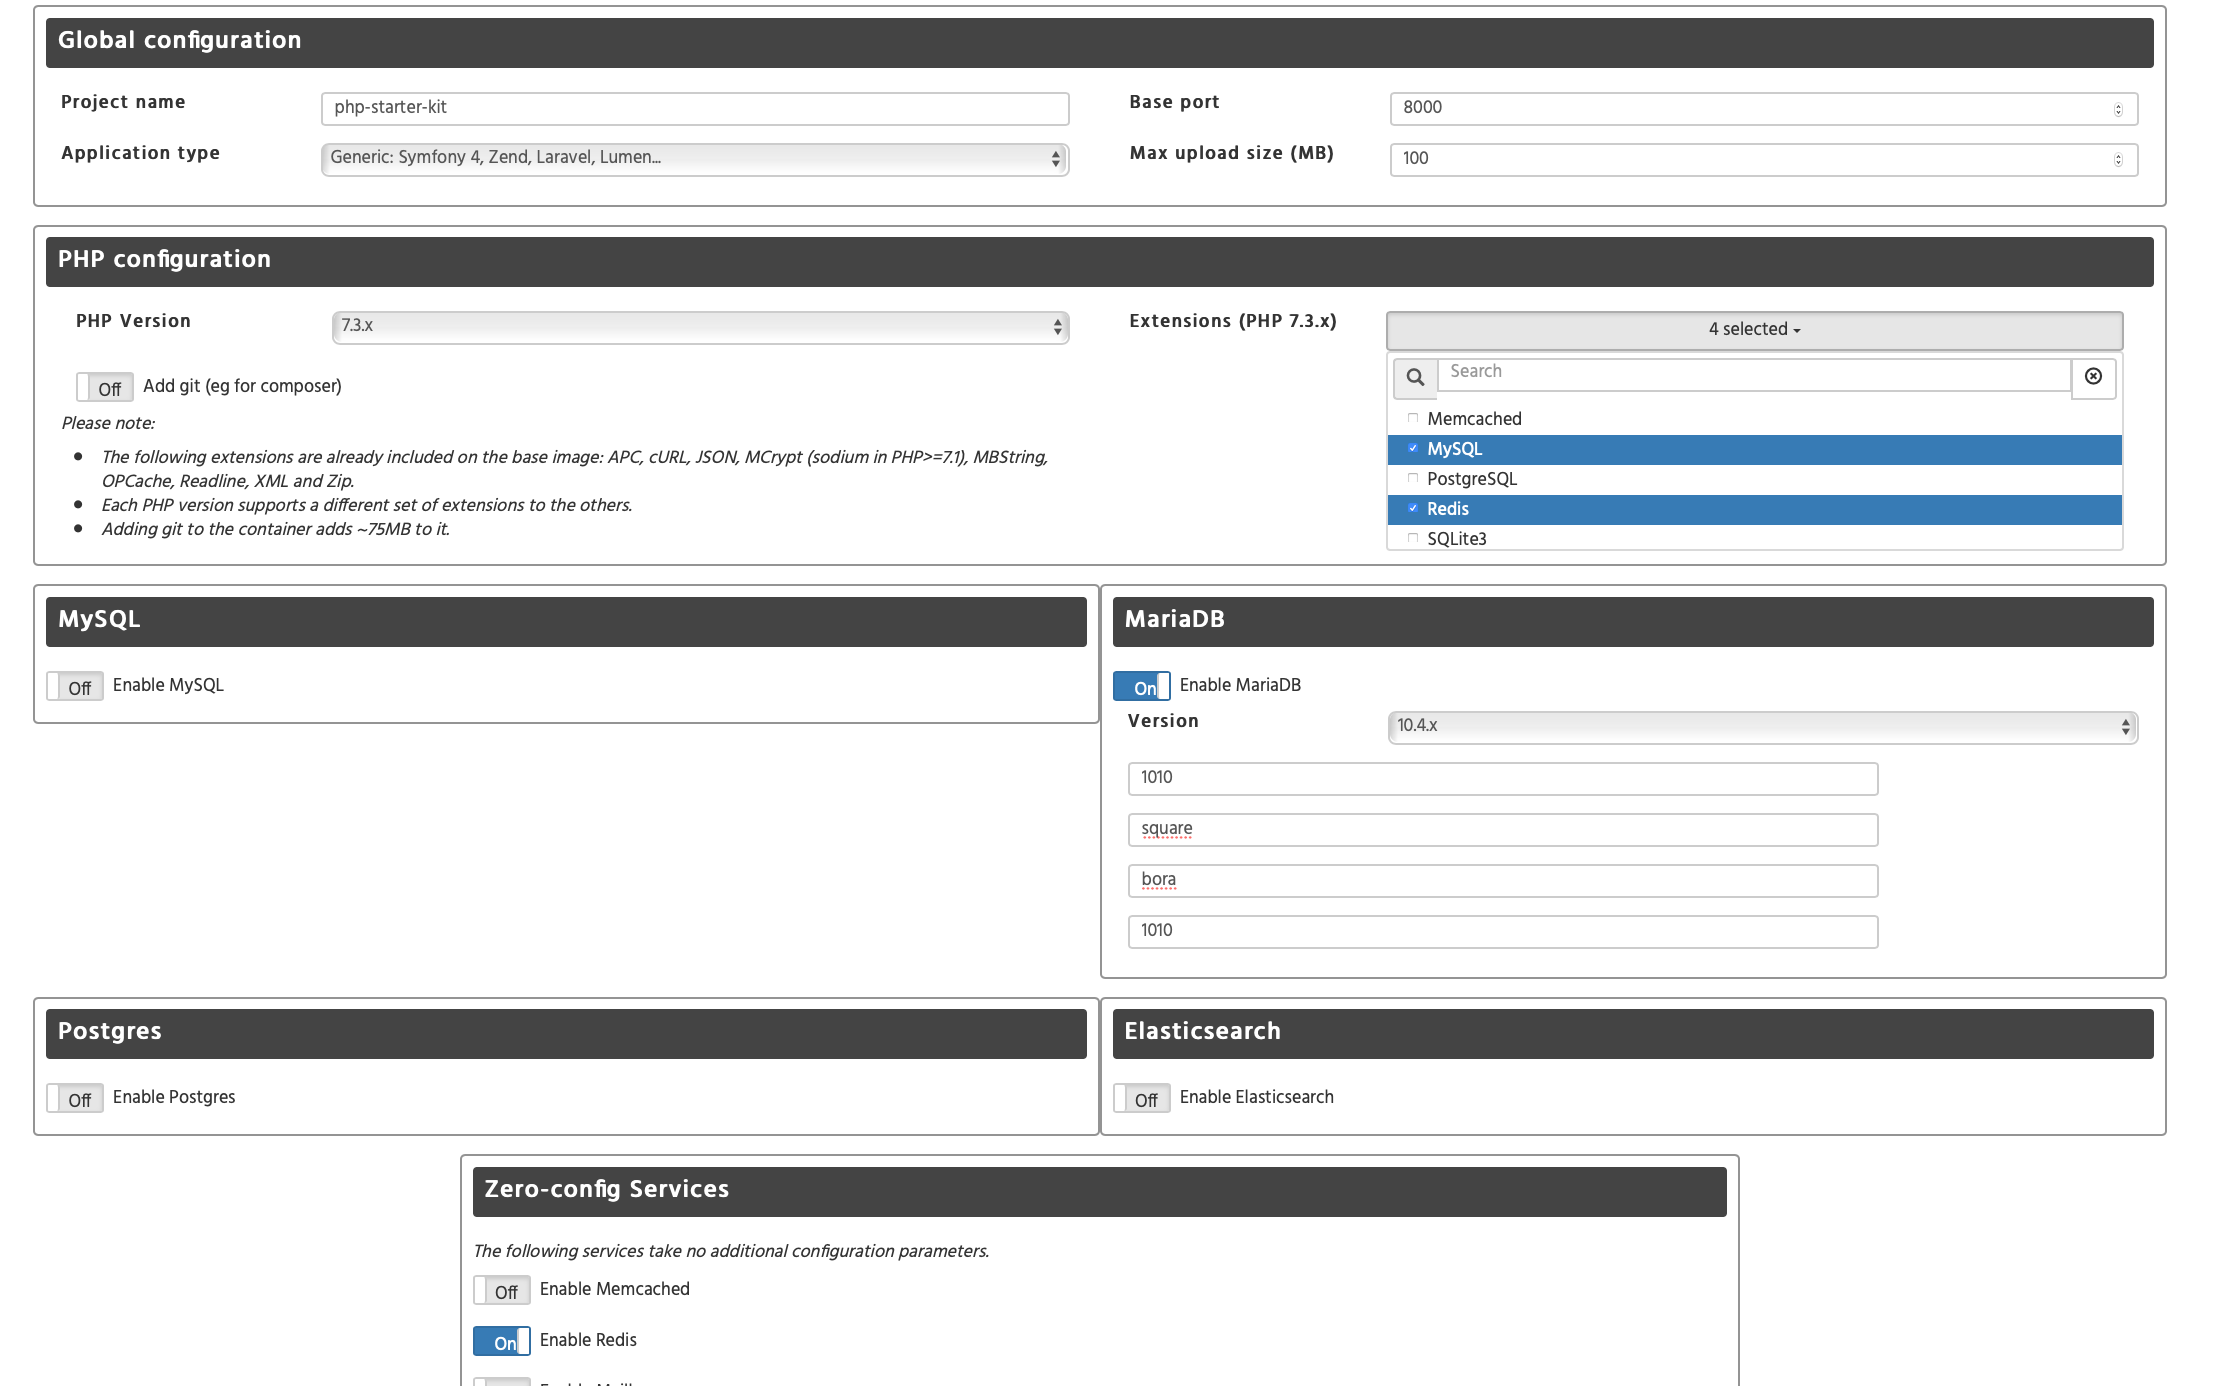 Global configuration
Project name
php-starter-kit
Base port
8000
Application type
Generic: Symfony 4, Zend, Laravel, Lumen...
Max upload size (MB)
100
PHP configuration
PHP Version
7.3.x
Extensions (PHP 7.3.x)
4 selected
Off
Add git (eg for composer)
Search
Please note:
The following extensions are already included on the base image: APC, cURL, JSON, MCrypt (sodium in PHP>=7.1), MBString,
OPCache, Readline, XML and Zip.
Each PHP version supports a different set of extensions to the others.
Adding git to the container adds ~75MB to it.
Memcached
MySQL
PostgreSQL
Redis
SQLite3
MySQL
Off
Enable MySQL
MariaDB
On
Enable MariaDB
Version
10.4.x
1010
square
bora
1010
Postgres
Off
Enable Postgres
Elasticsearch
Off
Enable Elasticsearch
Zero-config Services
The following services take no additional configuration parameters.
Off
Enable Memcached
On
Enable Redis